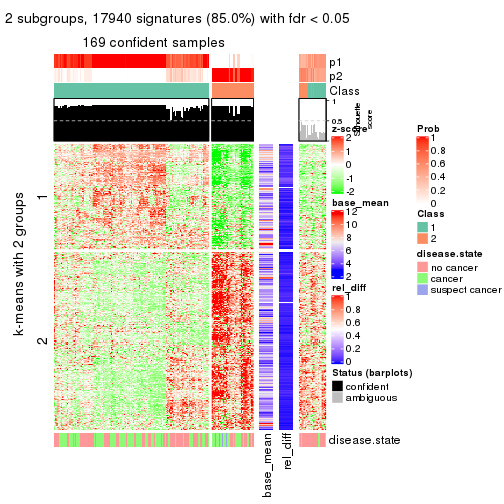 2 subgroups, 17940 signatures (85.0%) with fdr < 0.05
169 confident samples
p1
p2
Class
1
0.5
0
Silhouette
score
k-means with 2 groups
1
2
z-score
2
1
0
-1
-2
base_mean
12
10
8
6
4
2
rel_diff
1
0.8
0.6
0.4
0.2
0
Status (barplots)
confident
ambiguous
Prob
1
0.8
0.6
0.4
0.2
0
Class
1
2
disease.state
no cancer
cancer
suspect cancer
disease.state
base_mean
rel_diff